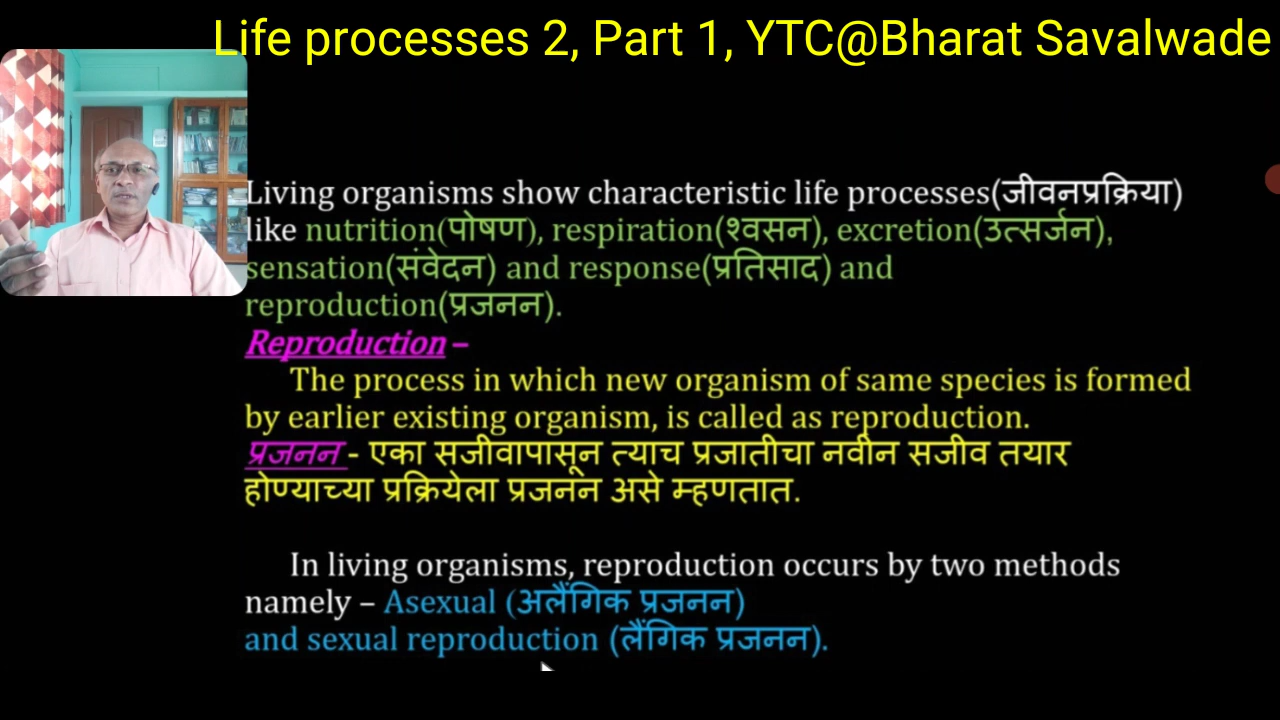 Life processes 2, Part 1, YTC@Bharat Savalwade
Living organisms show characteristic life processes(जीवनप्रक्रिया)
like nutrition(पोषण), respiration(श्वसन), excretion(उत्सर्जन),
sensation(संवेदन) and response(प्रतिसाद) and
reproduction(प्रजनन).
Reproduction –
The process in which new organism of same species is formed
by earlier existing organism, is called as reproduction.
प्रजनन - एका सजीवापासून त्याच प्रजातीचा नवीन सजीव तयार
होण्याच्या प्रक्रियेला प्रजनन असे म्हणतात.
In living organisms, reproduction occurs by two methods
namely – Asexual (अलैंगिक प्रजनन)
and sexual reproduction (लैंगिक प्रजनन).